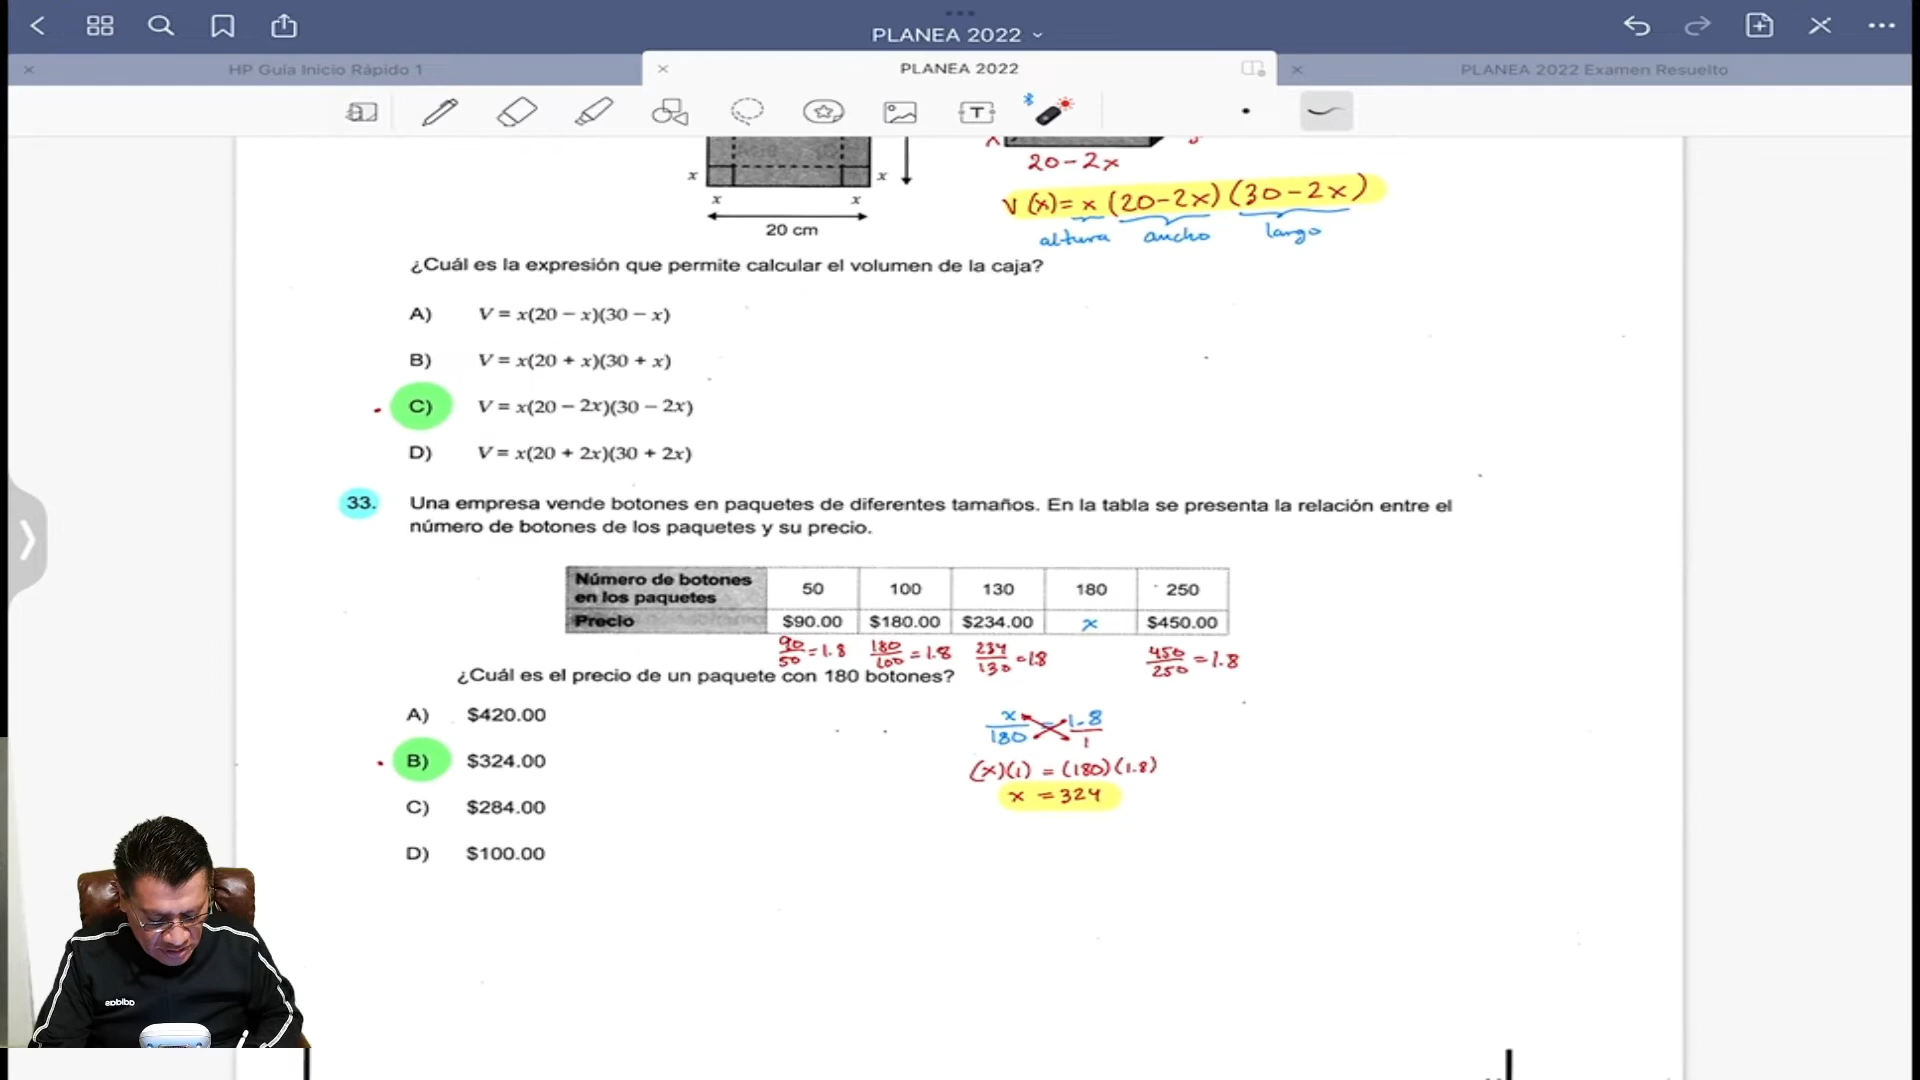 PLANEA 2022
HP Guía Inicio Rápido 1
PLANEA 2022
PLANEA 2022 Examen Resuelto
T
20-2x
x
x
x
x
20 cm
V(x)= x (20-2x)(30-2x)
altura ancho largo
¿Cuál es la expresión que permite calcular el volumen de la caja?
A) V = x(20 − x)(30 − x)
B) V = x(20 + x)(30 + x)
C) V = x(20 − 2x)(30 − 2x)
D) V = x(20 + 2x)(30 + 2x)
33. Una empresa vende botones en paquetes de diferentes tamaños. En la tabla se presenta la relación entre el
número de botones de los paquetes y su precio.
Número de botones en los paquetes 50 100 130 180 250
Precio $90.00 $180.00 $234.00 x $450.00
90/50 = 1.8 180/100 = 1.8 234/130 = 1.8 450/250 = 1.8
¿Cuál es el precio de un paquete con 180 botones?
A) $420.00
B) $324.00
C) $284.00
D) $100.00
x/180 = 1.8/1
(x)(1) = (180)(1.8)
x = 324
adidas